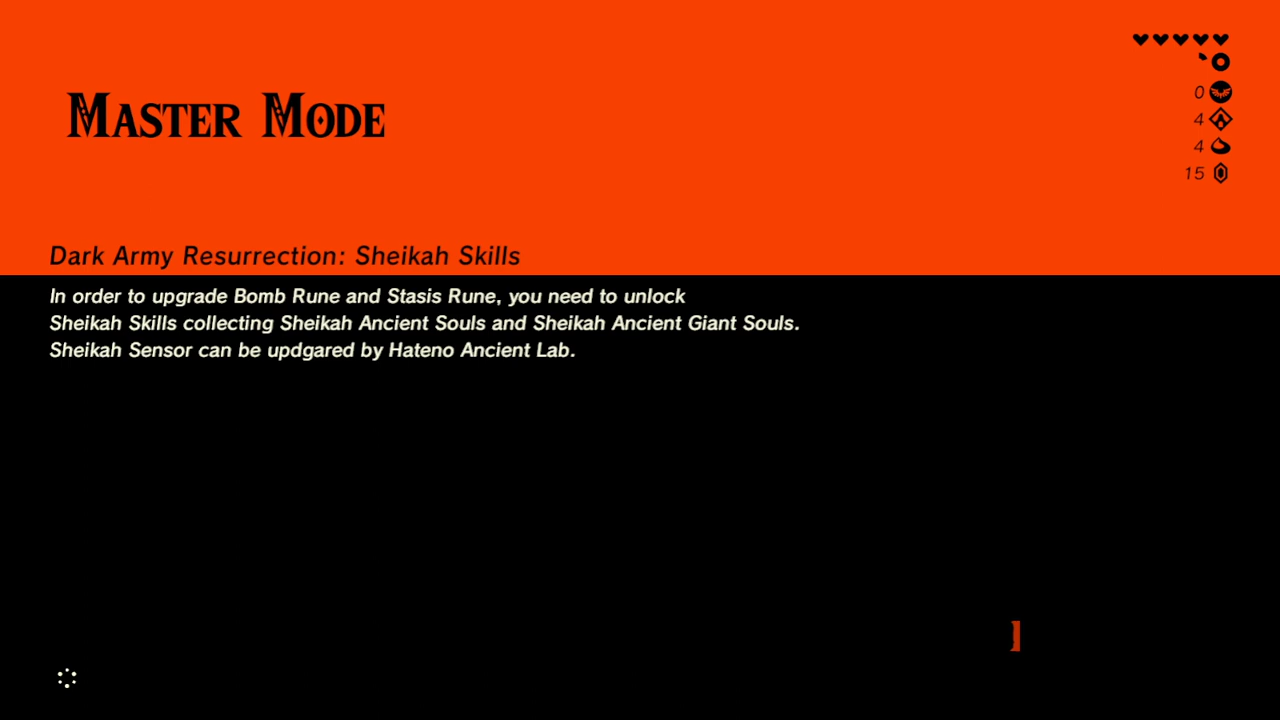 Master Mode
0
4
4
15
Dark Army Resurrection: Sheikah Skills
In order to upgrade Bomb Rune and Stasis Rune, you need to unlock
Sheikah Skills collecting Sheikah Ancient Souls and Sheikah Ancient Giant Souls.
Sheikah Sensor can be updgared by Hateno Ancient Lab.